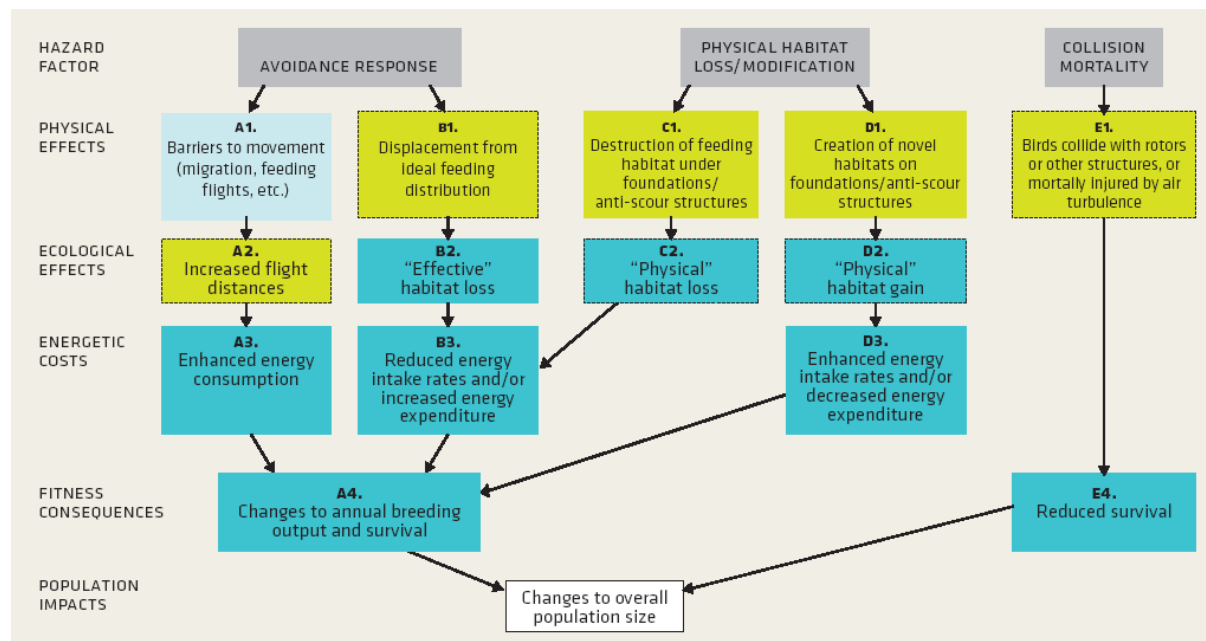 HAZARD
FACTOR
AVOIDANCE RESPONSE
PHYSICAL HABITAT
LOSS/MODIFICATION
COLLISION
MORTALITY
PHYSICAL
EFFECTS
A1.
Barriers to movement
(migration, feeding
flights, etc.)
B1.
Displacement from
ideal feeding
distribution
C1.
Destruction of feeding
habitat under
foundations/
anti-scour structures
D1.
Creation of novel
habitats on
foundations/anti-scour
structures
E1.
Birds collide with rotors
or other structures, or
mortally injured by air
turbulence
ECOLOGICAL
EFFECTS
A2.
Increased flight
distances
B2.
“Effective”
habitat loss
C2.
“Physical”
habitat loss
D2.
“Physical”
habitat gain
ENERGETIC
COSTS
A3.
Enhanced energy
consumption
B3.
Reduced energy
intake rates and/or
increased energy
expenditure
D3.
Enhanced energy
intake rates and/or
decreased energy
expenditure
FITNESS
CONSEQUENCES
A4.
Changes to annual breeding
output and survival
E4.
Reduced survival
POPULATION
IMPACTS
Changes to overall
population size